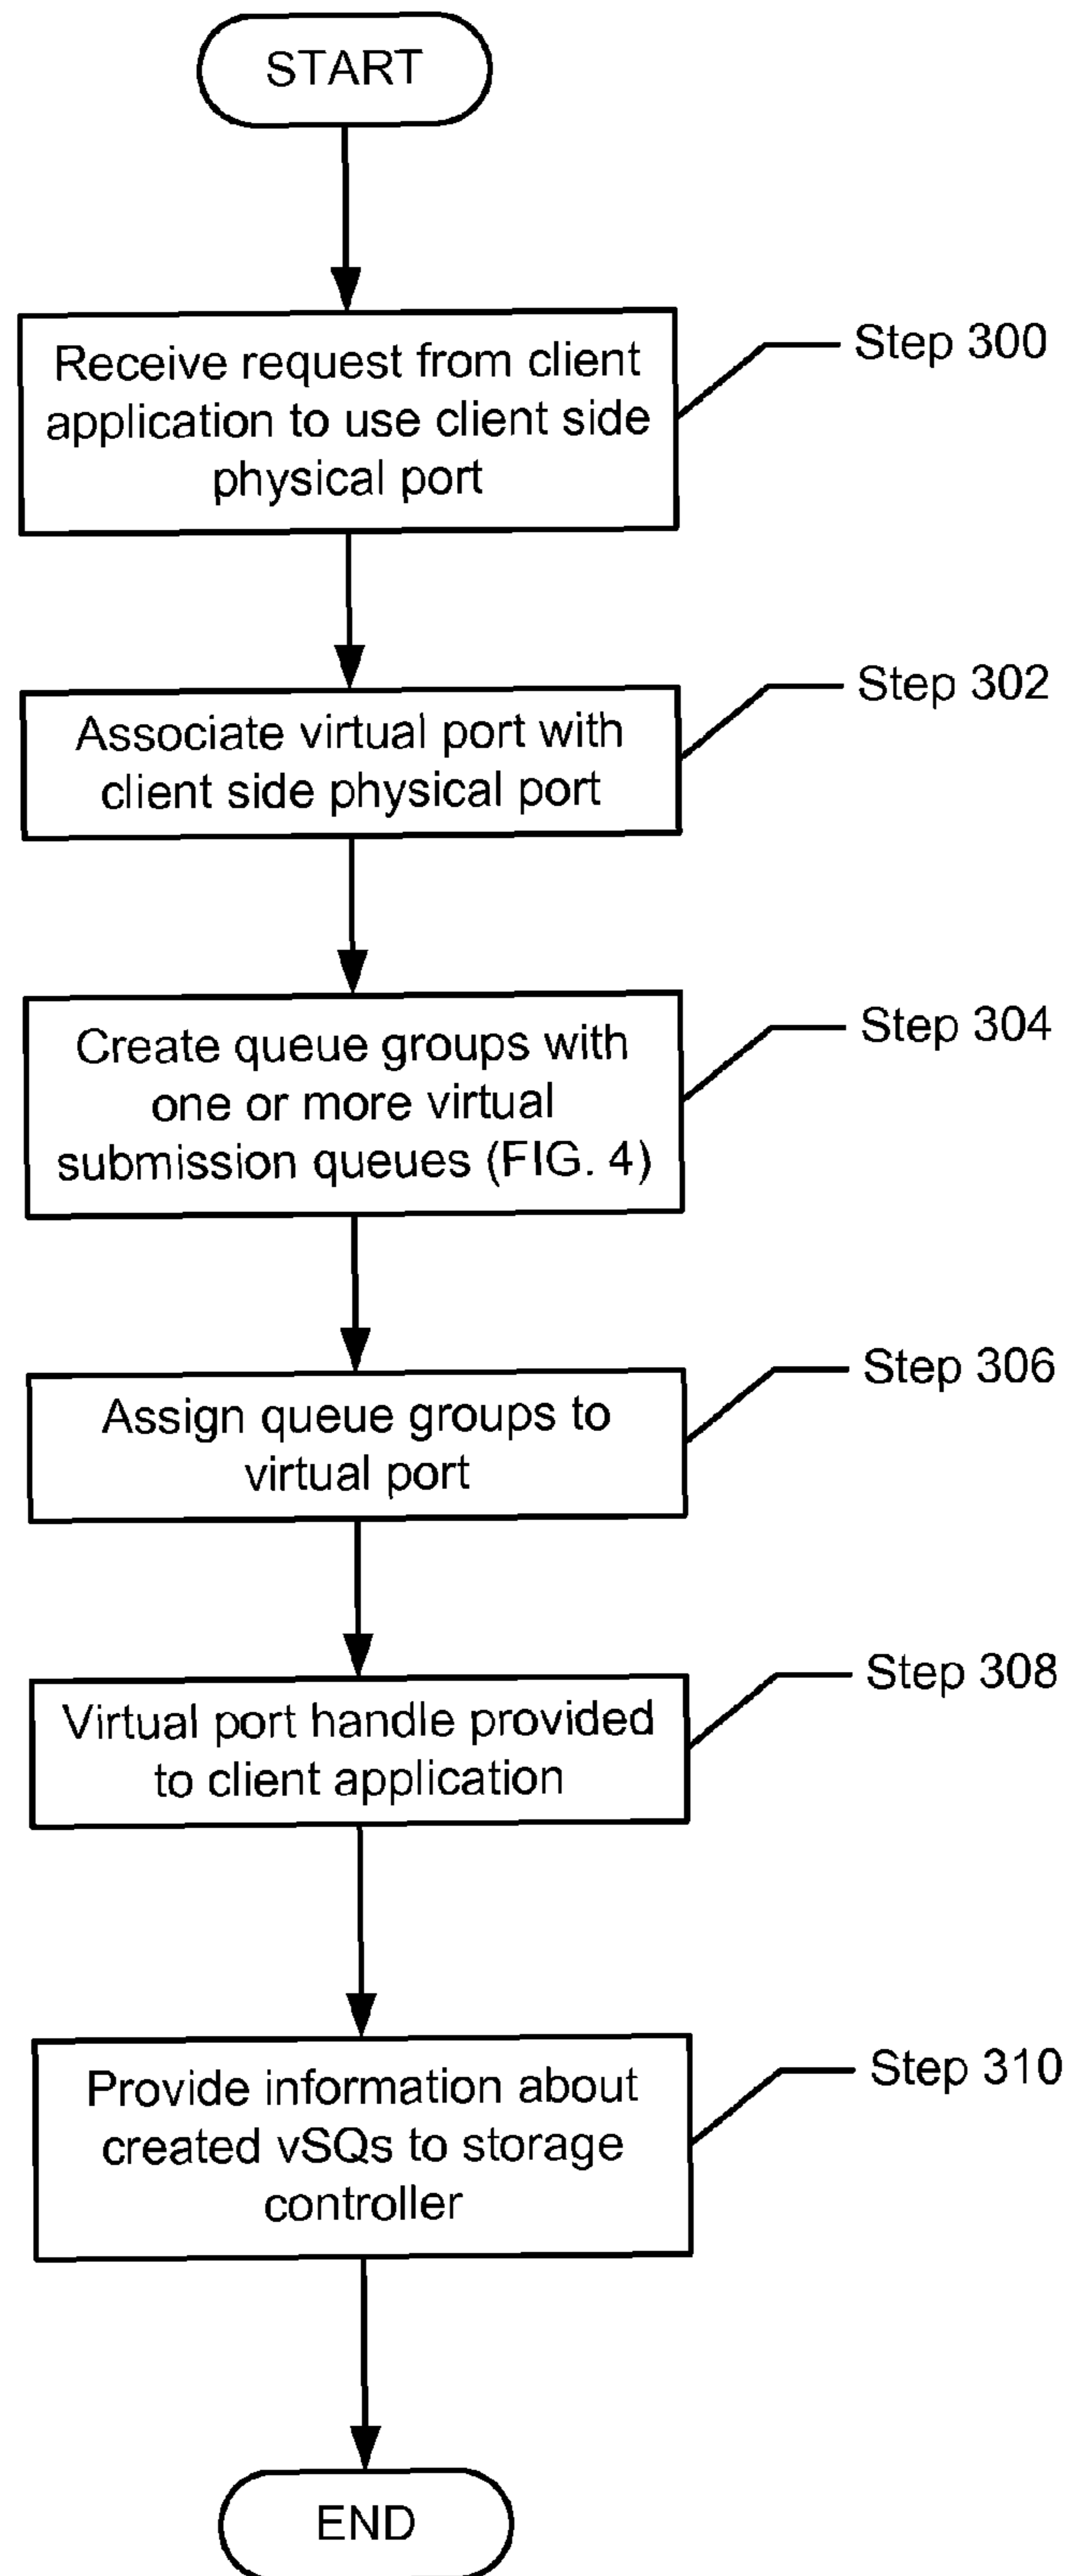 START
Receive request from client
application to use client side
physical port
Step 300
Associate virtual port with
client side physical port
Step 302
Create queue groups with
one or more virtual
submission queues (FIG. 4)
Step 304
Assign queue groups to
virtual port
Step 306
Virtual port handle provided
to client application
Step 308
Provide information about
created vSQs to storage
controller
Step 310
END